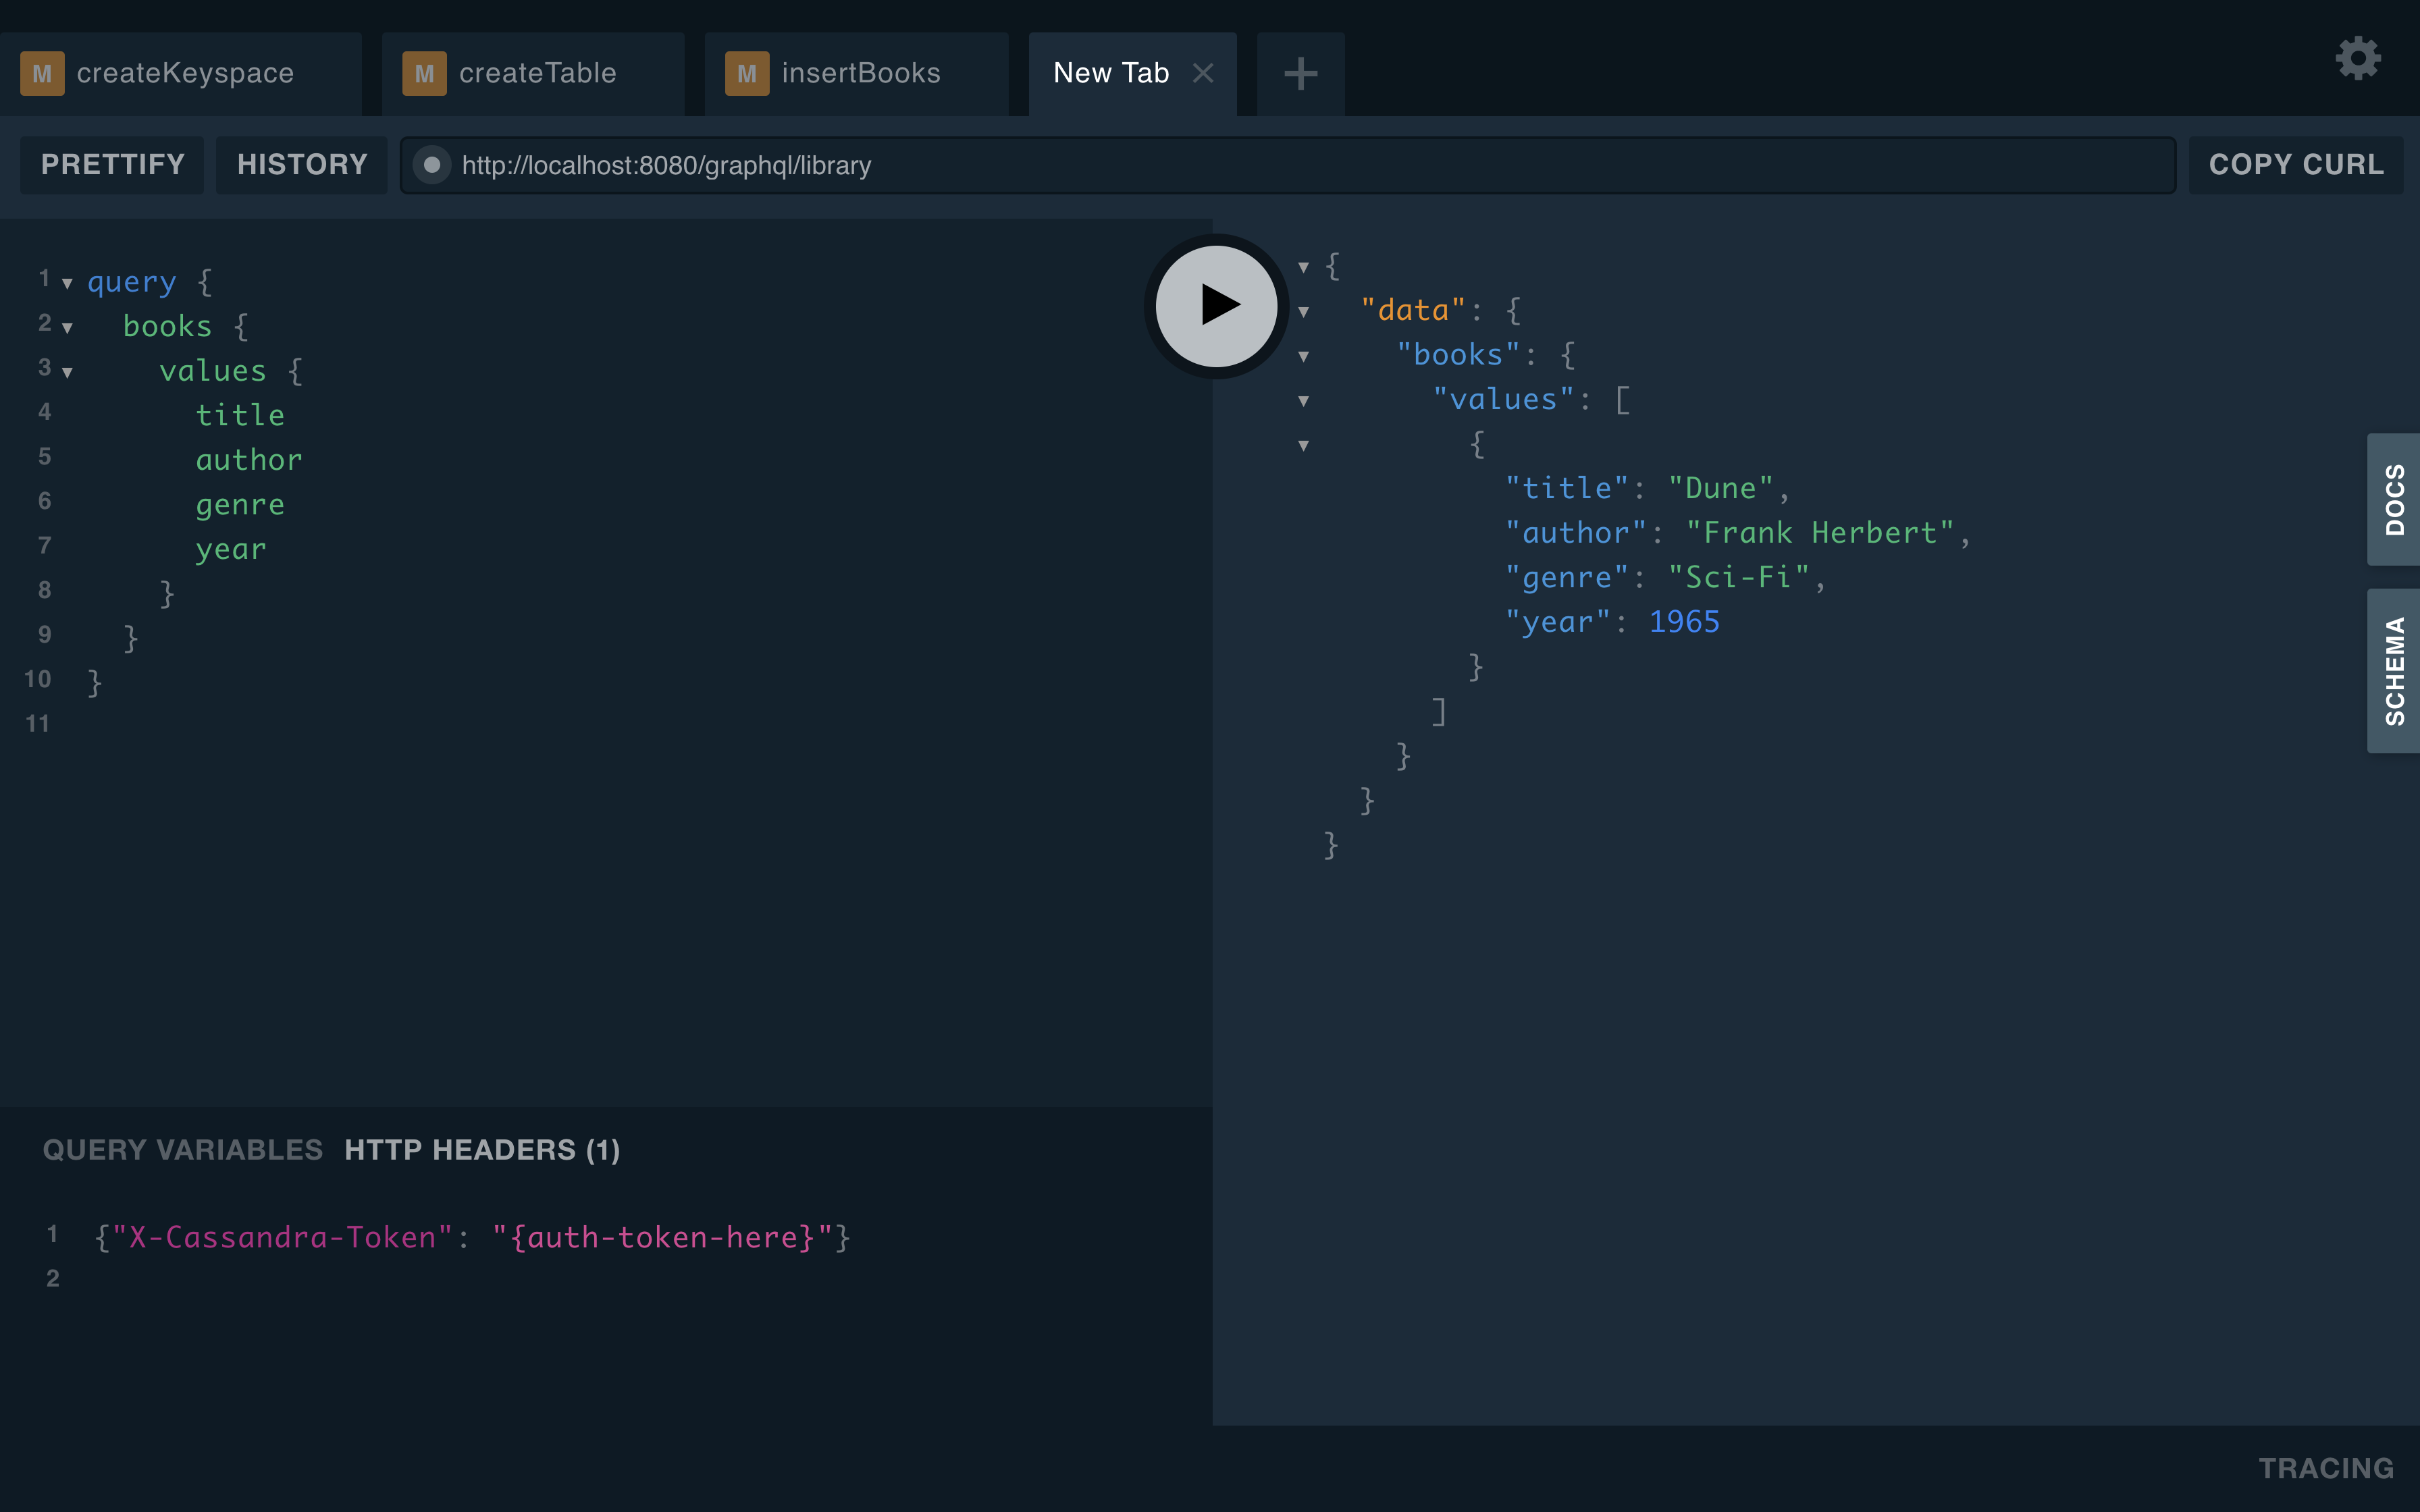 M createKeyspace M createTable M insertBooks New Tab
PRETTIFY HISTORY http://localhost:8080/graphql/library COPY CURL
1 query {
2 books {
3 values {
4 title
5 author
6 genre
7 year
8 }
9 }
10 }
11
{
"data": {
"books": {
"values": [
{
"title": "Dune",
"author": "Frank Herbert",
"genre": "Sci-Fi",
"year": 1965
}
]
}
}
}
DOCS
SCHEMA
QUERY VARIABLES HTTP HEADERS (1)
1 {"X-Cassandra-Token": "{auth-token-here}"}
2
TRACING